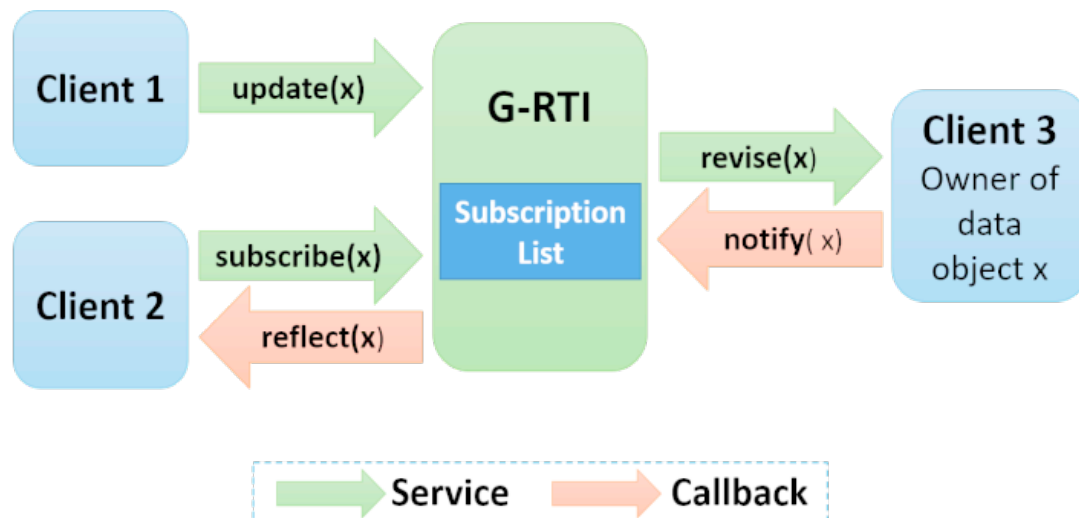 Client 1
update(x)
G-RTI
Client 3
Owner of
data
object x
revise(x)
Subscription
List
notify( x)
Client 2
subscribe(x)
reflect(x)
Service
Callback